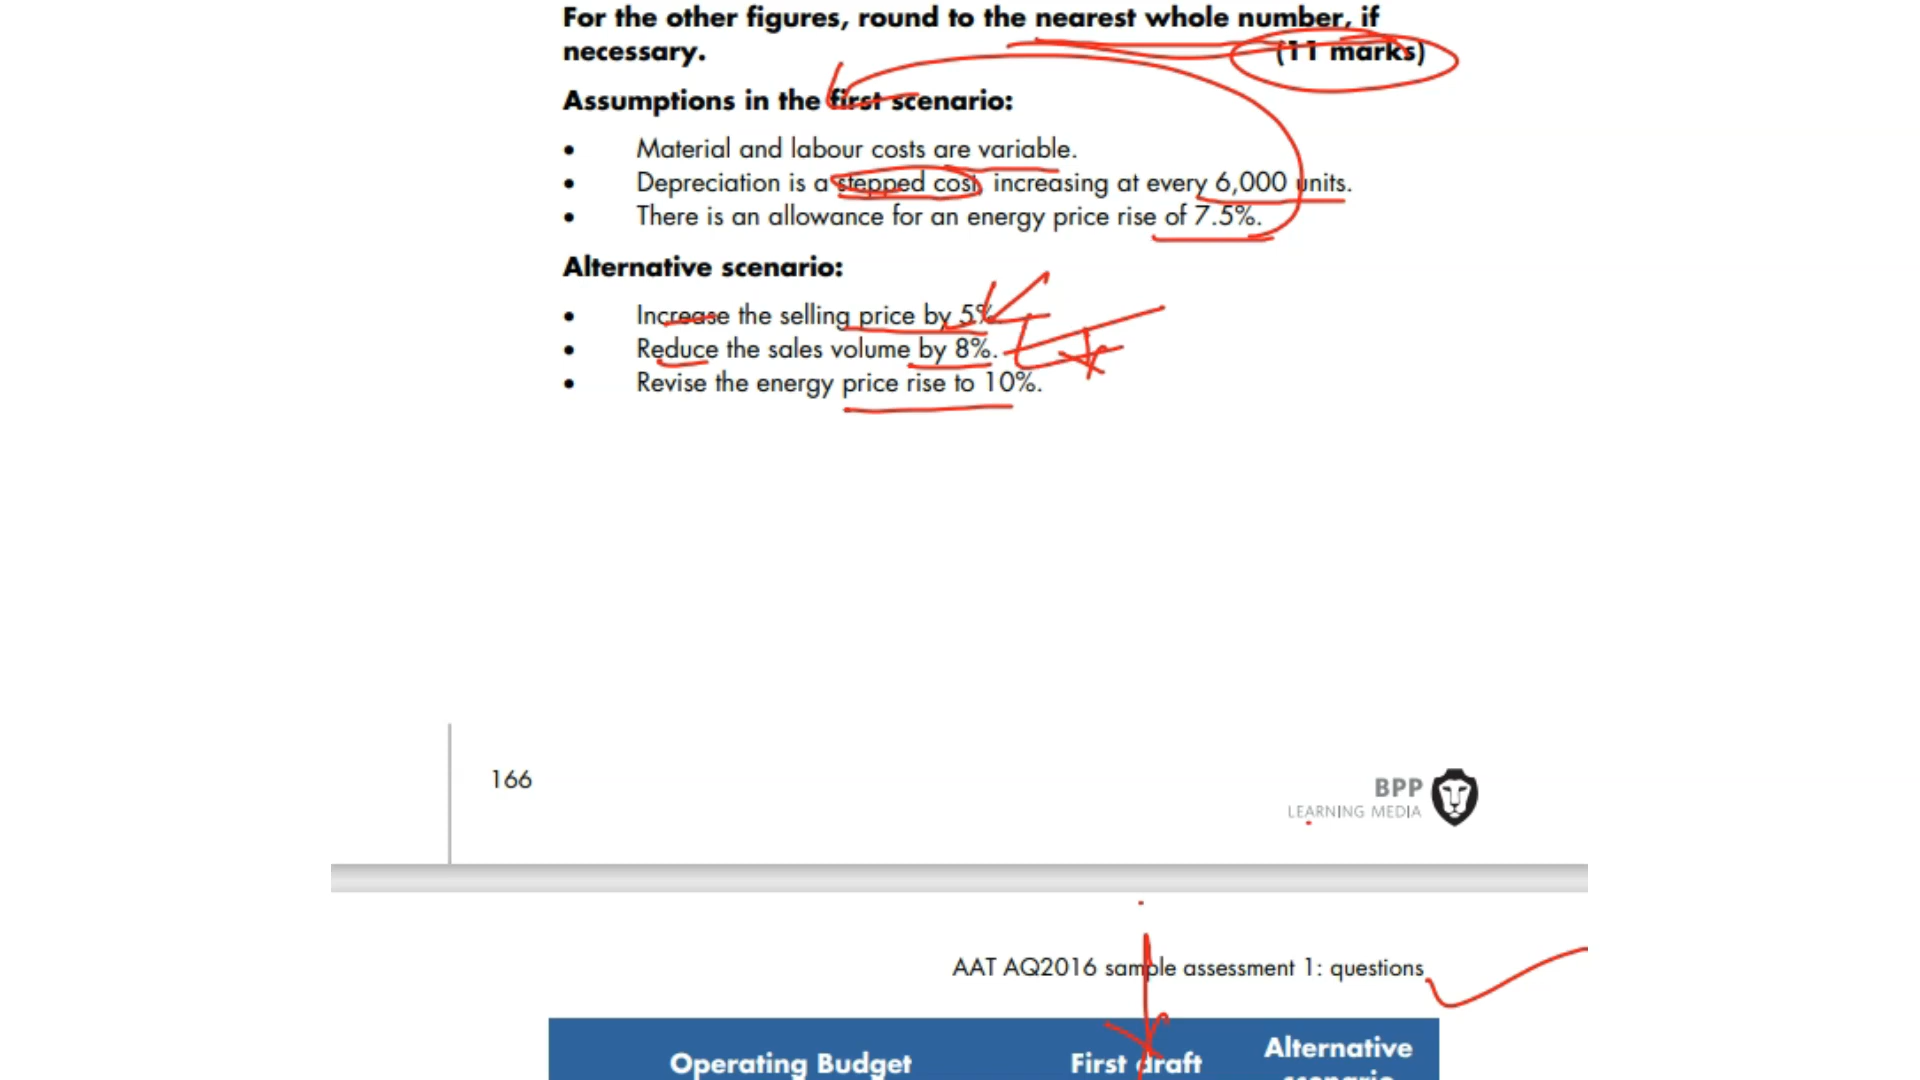 For the other figures, round to the nearest whole number, if
necessary. (11 marks)
Assumptions in the first scenario:
• Material and labour costs are variable.
• Depreciation is a stepped cost, increasing at every 6,000 units.
• There is an allowance for an energy price rise of 7.5%.
Alternative scenario:
• Increase the selling price by 5%.
• Reduce the sales volume by 8%.
• Revise the energy price rise to 10%.
166
BPP
LEARNING MEDIA
AAT AQ2016 sample assessment 1: questions
Operating Budget First draft Alternative
scenario